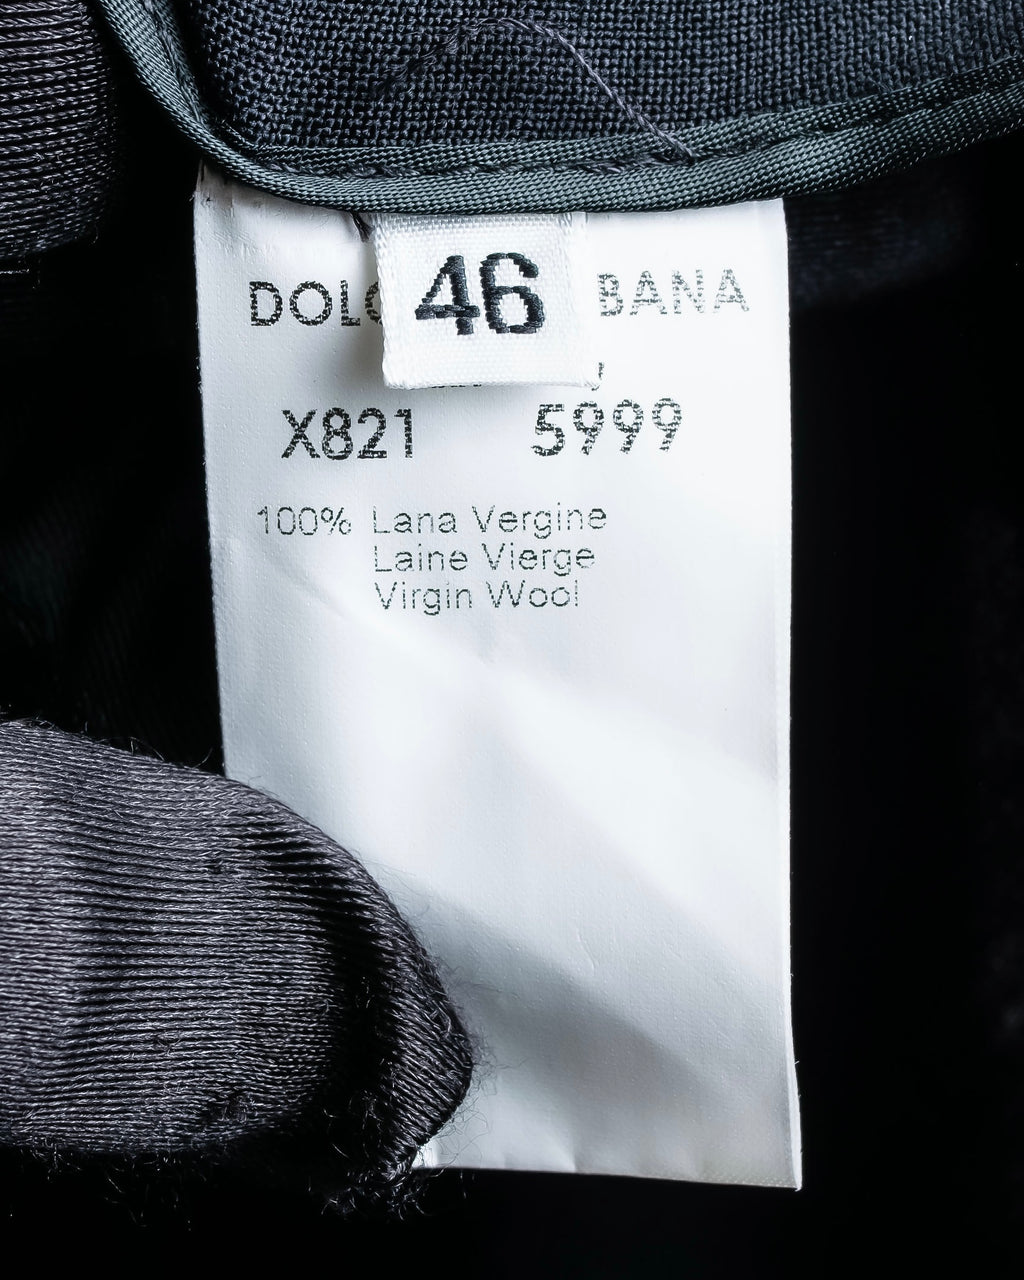 46
DOLC BANA
X821 5999
100% Lana Vergine
Laine Vierge
Virgin Wool